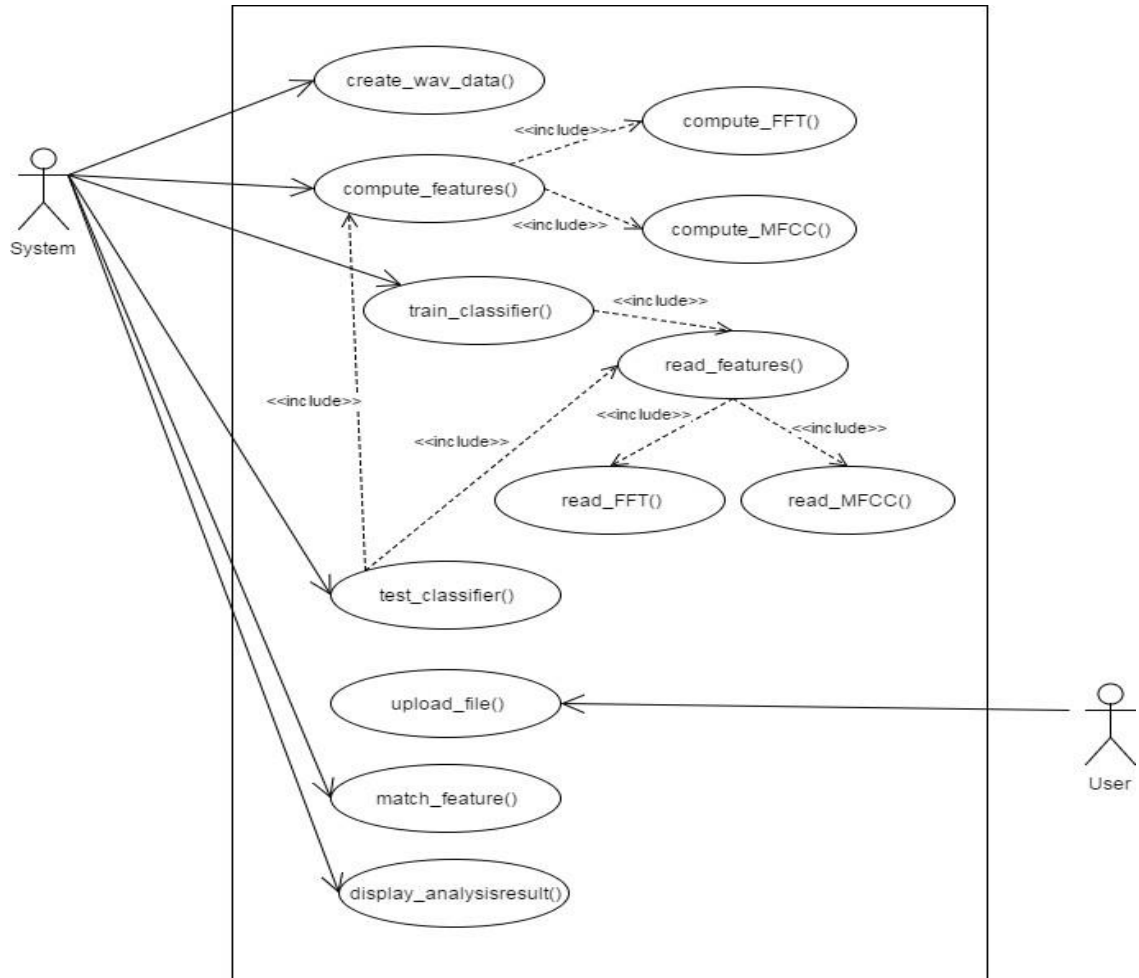 create_wav_data()
<<include>>
compute_FFT()
compute_features()
<<include>>
compute_MFCC()
System
<<include>>
train_classifier()
read_features()
<<include>>
<<include>>
<<include>>
<<include>>
read_FFT()
read_MFCC()
test_classifier()
upload_file()
User
match_feature()
display_analysisresult()